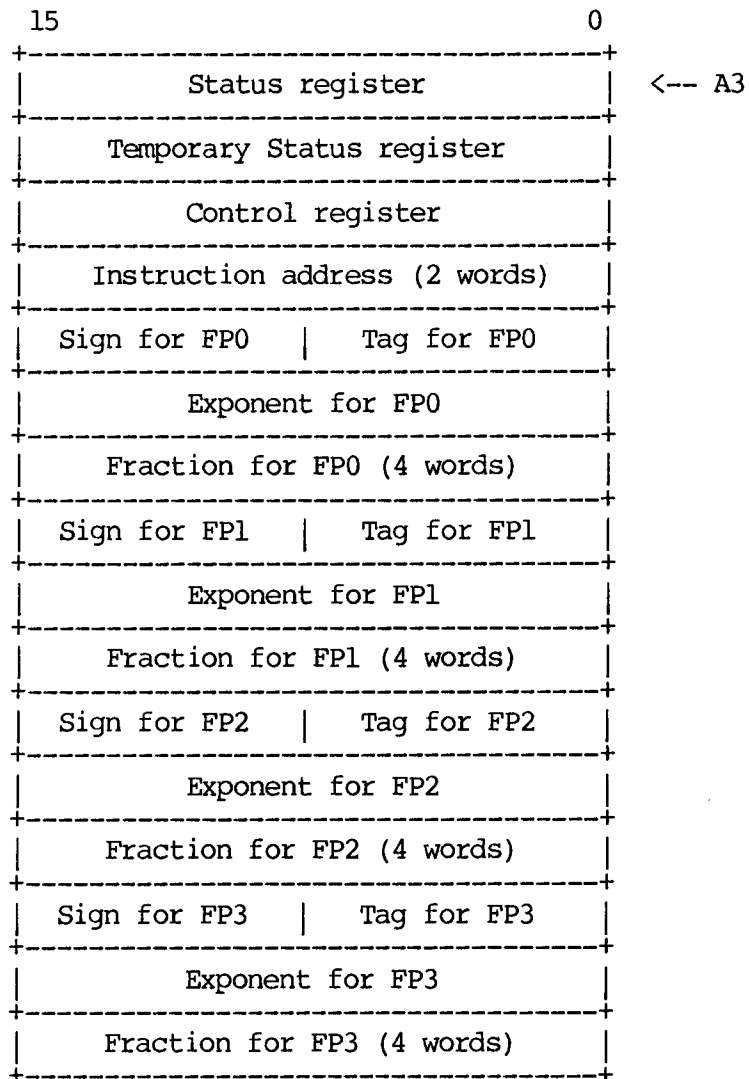 15 0
Status register <-- A3
Temporary Status register
Control register
Instruction address (2 words)
Sign for FP0 | Tag for FP0
Exponent for FP0
Fraction for FP0 (4 words)
Sign for FP1 | Tag for FP1
Exponent for FP1
Fraction for FP1 (4 words)
Sign for FP2 | Tag for FP2
Exponent for FP2
Fraction for FP2 (4 words)
Sign for FP3 | Tag for FP3
Exponent for FP3
Fraction for FP3 (4 words)